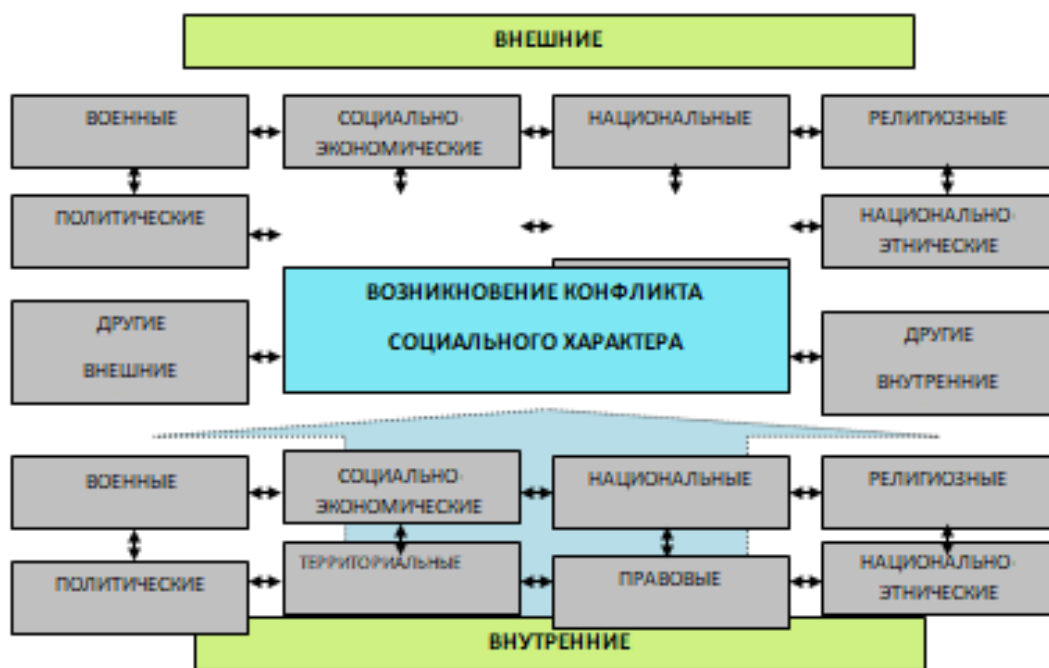 ВНЕШНИЕ
ВОЕННЫЕ
СОЦИАЛЬНО-
ЭКОНОМИЧЕСКИЕ
НАЦИОНАЛЬНЫЕ
РЕЛИГИОЗНЫЕ
ПОЛИТИЧЕСКИЕ
НАЦИОНАЛЬНО-
ЭТНИЧЕСКИЕ
ДРУГИЕ
ВНЕШНИЕ
ВОЗНИКНОВЕНИЕ КОНФЛИКТА
СОЦИАЛЬНОГО ХАРАКТЕРА
ДРУГИЕ
ВНУТРЕННИЕ
ВОЕННЫЕ
СОЦИАЛЬНО-
ЭКОНОМИЧЕСКИЕ
НАЦИОНАЛЬНЫЕ
РЕЛИГИОЗНЫЕ
ПОЛИТИЧЕСКИЕ
ТЕРРИТОРИАЛЬНЫЕ
ПРАВОВЫЕ
НАЦИОНАЛЬНО-
ЭТНИЧЕСКИЕ
ВНУТРЕННИЕ